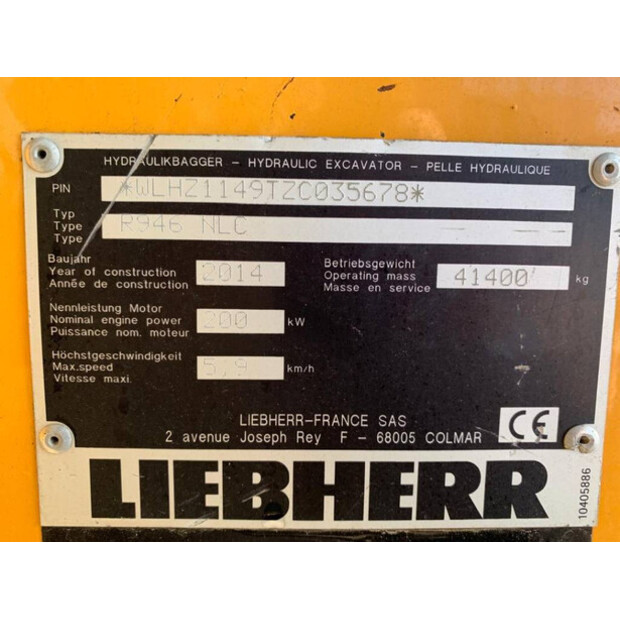 HYDRAULIKBAGGER – HYDRAULIC EXCAVATOR – PELLE HYDRAULIQUE
PIN *WLHZ1149TZC035678*
Typ
Type R946 NLC
Type
Baujahr
Year of construction 2014
Année de construction
Betriebsgewicht
Operating mass 41400 kg
Masse en service
Nennleistung Motor
Nominal engine power 200 kW
Puissance nom. moteur
Höchstgeschwindigkeit
Max.speed 5,9 km/h
Vitesse maxi.
LIEBHERR–FRANCE SAS
2 avenue Joseph Rey F – 68005 COLMAR
CE
LIEBHERR
10405886